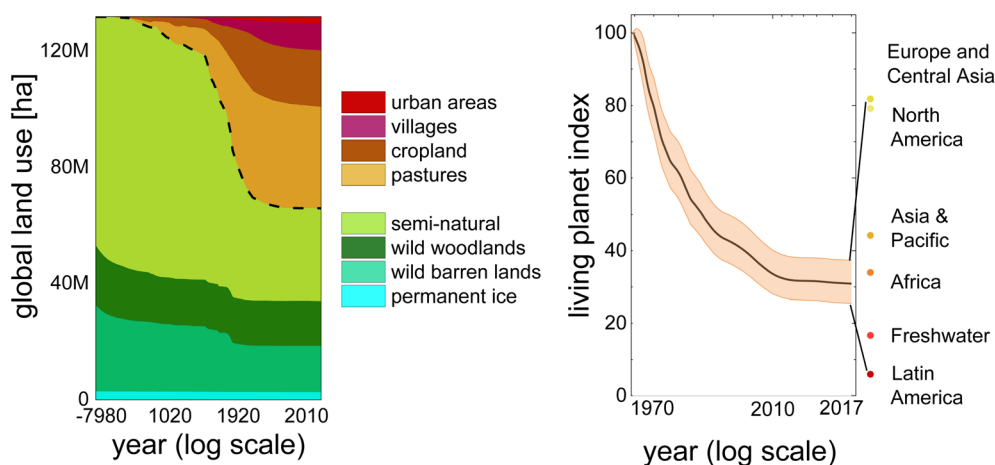 global land use [ha]
120M
80M
40M
0
-7980 1020 1920 2010
year (log scale)
urban areas
villages
cropland
pastures
semi-natural
wild woodlands
wild barren lands
permanent ice
living planet index
100
80
60
40
20
0
1970 2010 2017
year (log scale)
Europe and
Central Asia
North
America
Asia &
Pacific
Africa
Freshwater
Latin
America